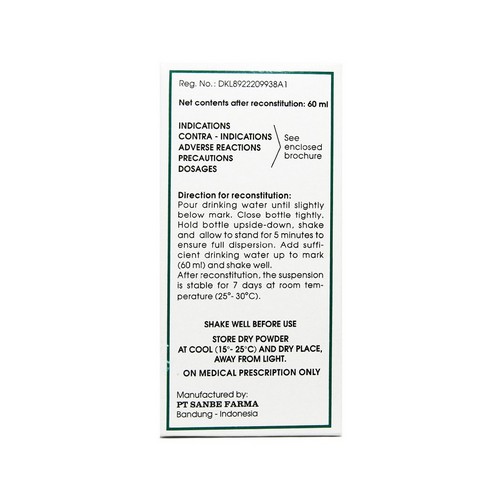 Reg. No.: DKL8922209938A1
Net contents after reconstitution: 60 ml
INDICATIONS
CONTRA - INDICATIONS
ADVERSE REACTIONS
PRECAUTIONS
DOSAGES
See
enclosed
brochure
Direction for reconstitution:
Pour drinking water until slightly
below mark. Close bottle tightly.
Hold bottle upside-down, shake
and allow to stand for 5 minutes to
ensure full dispersion. Add suffi-
cient drinking water up to mark
(60 ml) and shake well.
After reconstitution, the suspension
is stable for 7 days at room tem-
perature (25°- 30°C).
SHAKE WELL BEFORE USE
STORE DRY POWDER
AT COOL (15°- 25°C) AND DRY PLACE,
AWAY FROM LIGHT.
ON MEDICAL PRESCRIPTION ONLY
Manufactured by:
PT SANBE FARMA
Bandung - Indonesia